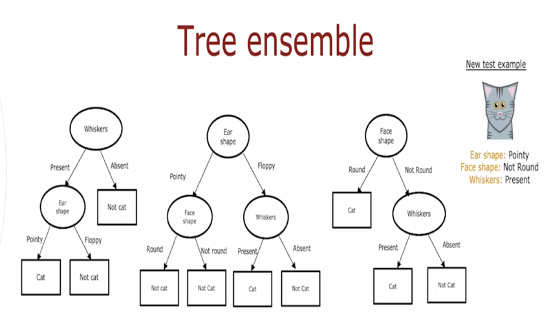 Tree ensemble
New test example
Ear shape: Pointy
Face shape: Not Round
Whiskers: Present
Whiskers
Present
Absent
Ear
shape
Not cat
Pointy
Floppy
Cat
Not cat
Ear
shape
Pointy
Floppy
Face
shape
Whiskers
Round
Not round
Present
Absent
Not cat
Not Cat
Cat
Not Cat
Face
shape
Round
Not Round
Cat
Whiskers
Present
Absent
Cat
Not Cat